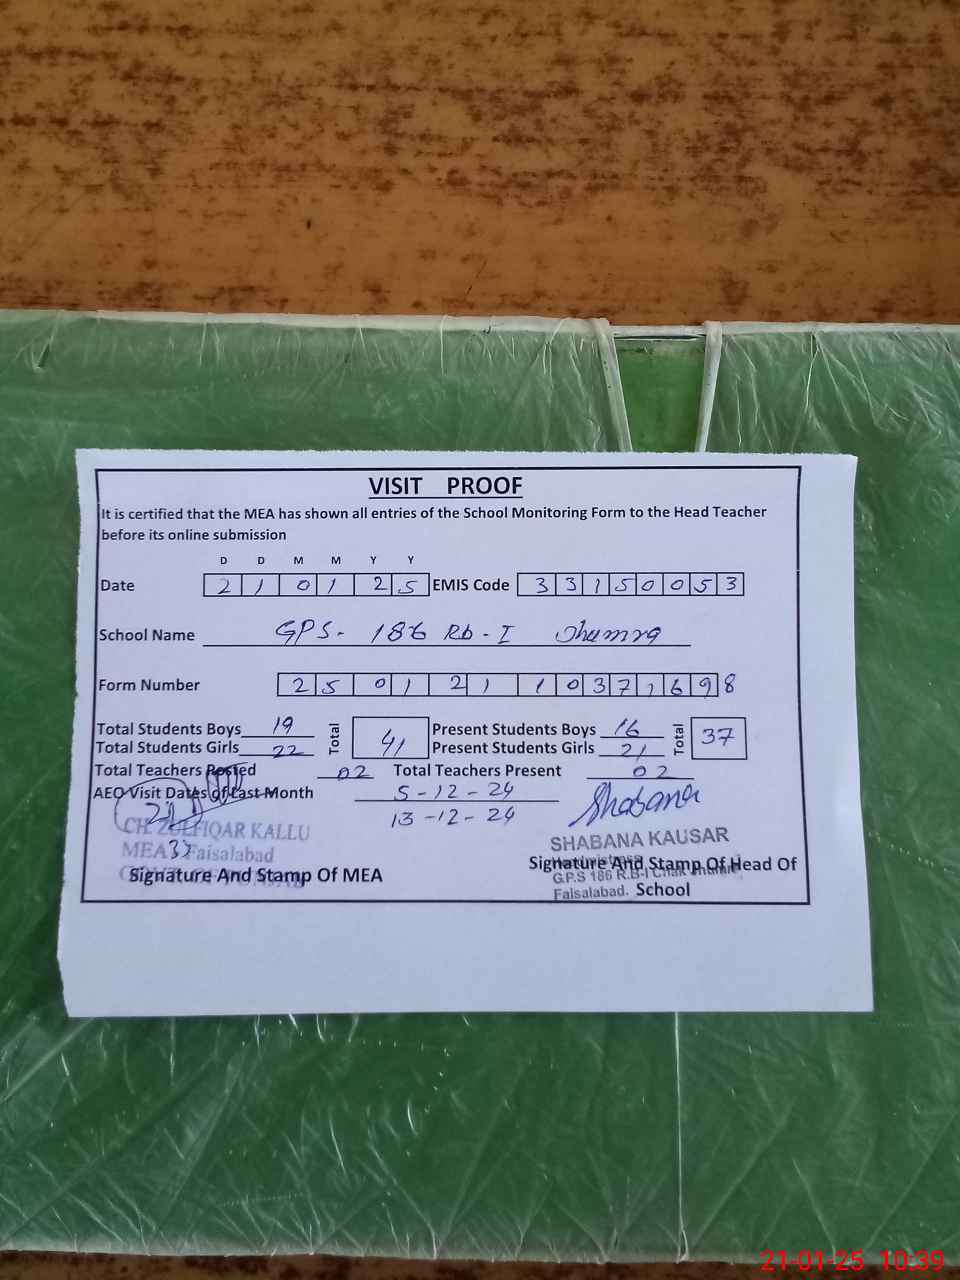 VISIT PROOF
It is certified that the MEA has shown all entries of the School Monitoring Form to the Head Teacher
before its online submission
D D M M Y Y
Date 2 1 0 1 2 5 EMIS Code 3 3 1 5 0 0 5 3
School Name GPS- 186 Rb-I Jhumra
Form Number 2 5 0 1 2 1 1 0 3 7 1 6 9 8
Total Students Boys 19 Total 41 Present Students Boys 16 Total 37
Total Students Girls 22 Present Students Girls 21
Total Teachers Posted 02 Total Teachers Present 02
AEO Visit Dates of Last Month 5-12-24
13-12-24
Shabana
CH. ZULFIQAR KALLU
MEA 37 Faisalabad
Signature And Stamp Of MEA
SHABANA KAUSAR
Signature And Stamp Of Head Of
G.P.S 186 R.B-I Chak Jhumra
Faisalabad. School
21-01-25 10:39